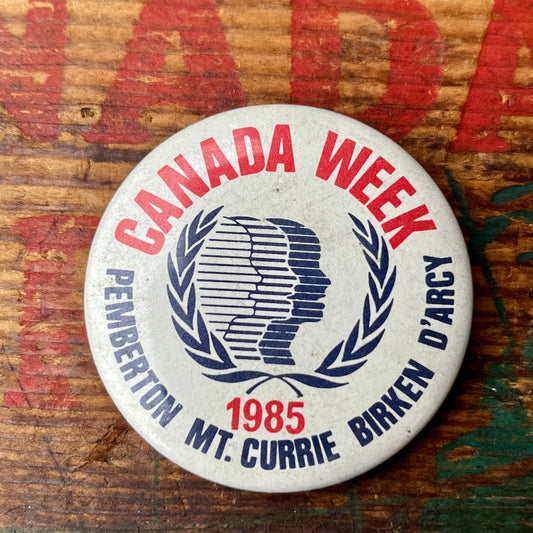 CANADA WEEK
1985
PEMBERTON MT. CURRIE BIRKEN D'ARCY